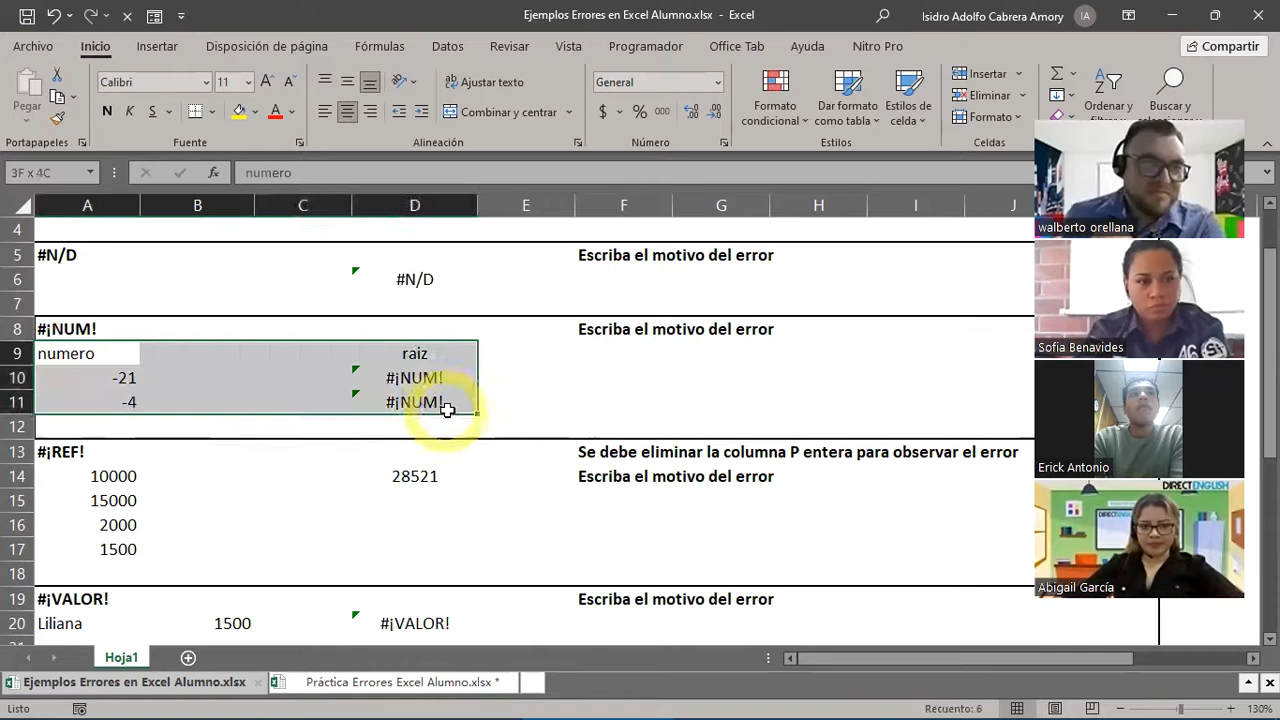 Ejemplos Errores en Excel Alumno.xlsx - Excel
Isidro Adolfo Cabrera Amory IA
Archivo Inicio Insertar Disposición de página Fórmulas Datos Revisar Vista Programador Office Tab Ayuda Nitro Pro Compartir
Pegar
Calibri 11
N K S
Ajustar texto
Combinar y centrar
General
$ % 000
Formato condicional
Dar formato como tabla
Estilos de celda
Insertar
Eliminar
Formato
Ordenar y
Buscar y
Portapapeles Fuente Alineación Número Estilos Celdas
3F x 4C fx numero
A B C D E F G H I J
4
5 #N/D Escriba el motivo del error
6 #N/D
7
8 #¡NUM! Escriba el motivo del error
9 numero raiz
10 -21 #¡NUM!
11 -4 #¡NUM!
12
13 #¡REF! Se debe eliminar la columna P entera para observar el error
14 10000 28521 Escriba el motivo del error
15 15000
16 2000
17 1500
18
19 #¡VALOR! Escriba el motivo del error
20 Liliana 1500 #¡VALOR!
walberto orellana
Sofia Benavides
Erick Antonio
DIRECT ENGLISH
Abigail García
Hoja1
Ejemplos Errores en Excel Alumno.xlsx Práctica Errores Excel Alumno.xlsx *
Listo Recuento: 6 130%